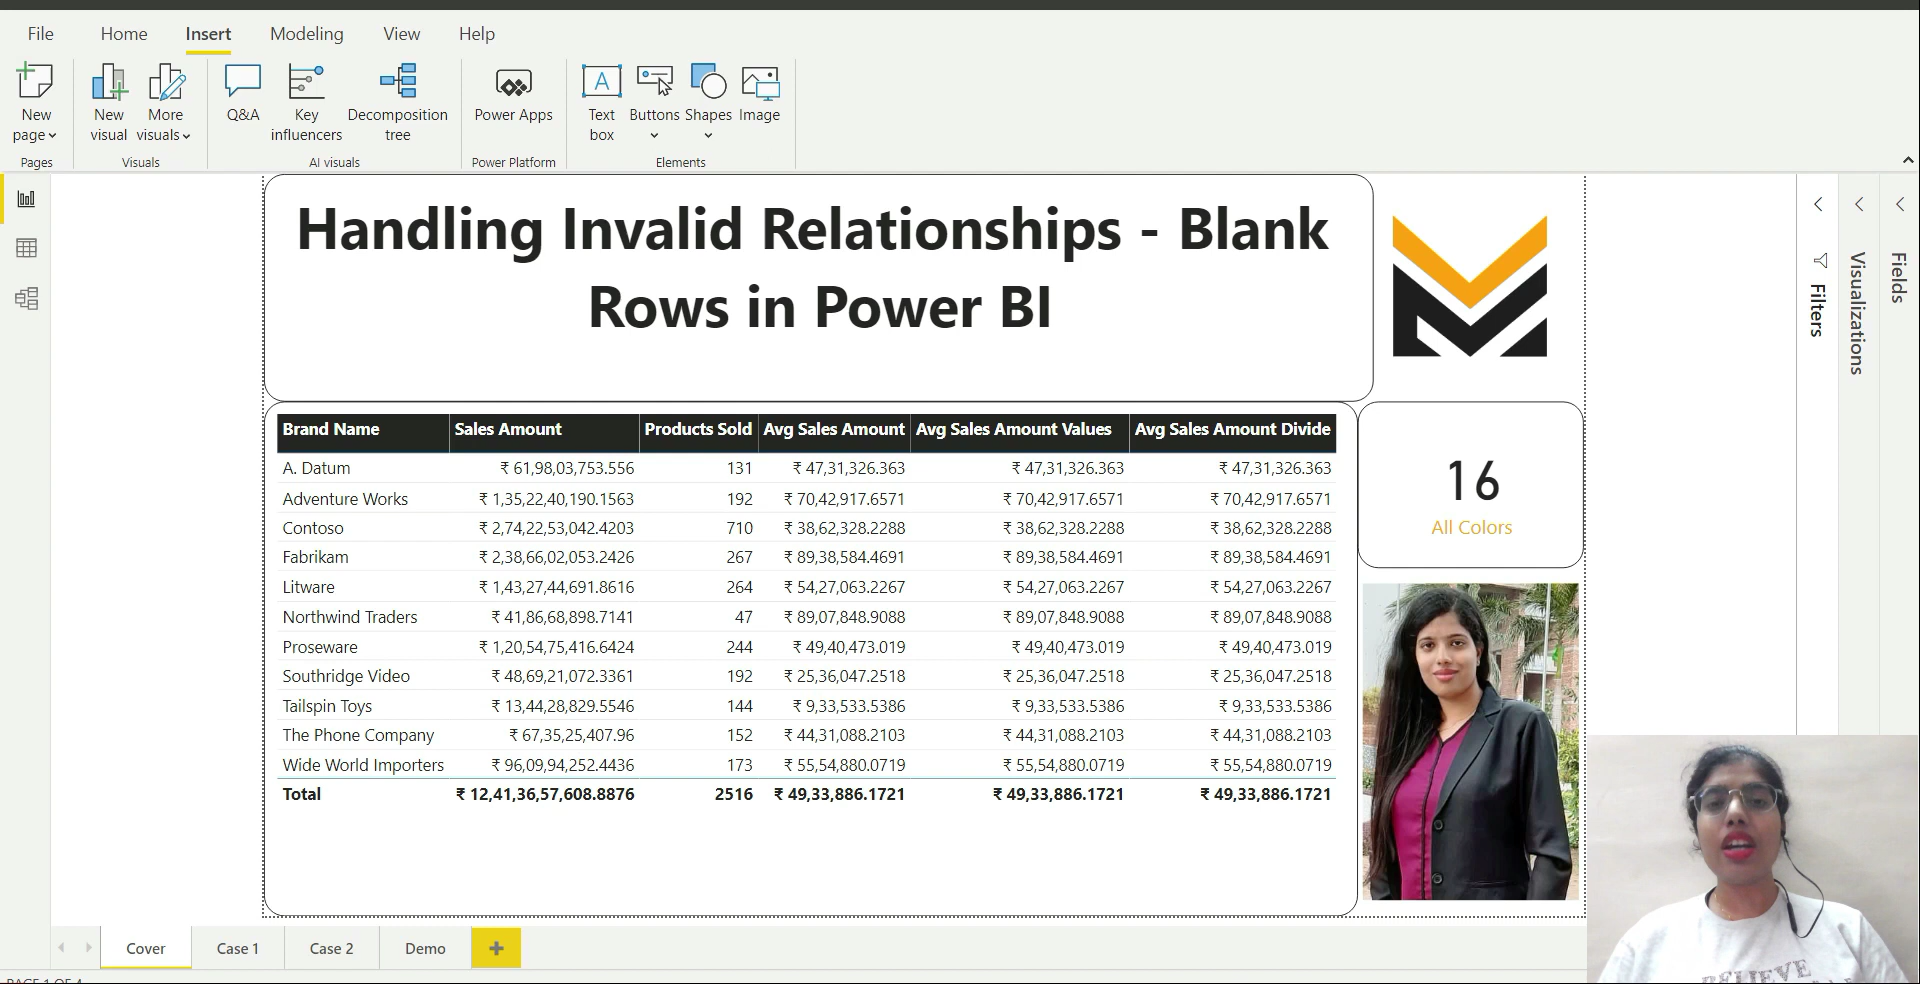 File Home Insert Modeling View Help
New page
New visual
More visuals
Q&A
Key influencers
Decomposition tree
Power Apps
Text box
Buttons
Shapes
Image
Pages Visuals AI visuals Power Platform Elements
Handling Invalid Relationships - Blank
Rows in Power BI
Brand Name Sales Amount Products Sold Avg Sales Amount Avg Sales Amount Values Avg Sales Amount Divide
A. Datum ₹ 61,98,03,753.556 131 ₹ 47,31,326.363 ₹ 47,31,326.363 ₹ 47,31,326.363
Adventure Works ₹ 1,35,22,40,190.1563 192 ₹ 70,42,917.6571 ₹ 70,42,917.6571 ₹ 70,42,917.6571
Contoso ₹ 2,74,22,53,042.4203 710 ₹ 38,62,328.2288 ₹ 38,62,328.2288 ₹ 38,62,328.2288
Fabrikam ₹ 2,38,66,02,053.2426 267 ₹ 89,38,584.4691 ₹ 89,38,584.4691 ₹ 89,38,584.4691
Litware ₹ 1,43,27,44,691.8616 264 ₹ 54,27,063.2267 ₹ 54,27,063.2267 ₹ 54,27,063.2267
Northwind Traders ₹ 41,86,68,898.7141 47 ₹ 89,07,848.9088 ₹ 89,07,848.9088 ₹ 89,07,848.9088
Proseware ₹ 1,20,54,75,416.6424 244 ₹ 49,40,473.019 ₹ 49,40,473.019 ₹ 49,40,473.019
Southridge Video ₹ 48,69,21,072.3361 192 ₹ 25,36,047.2518 ₹ 25,36,047.2518 ₹ 25,36,047.2518
Tailspin Toys ₹ 13,44,28,829.5546 144 ₹ 9,33,533.5386 ₹ 9,33,533.5386 ₹ 9,33,533.5386
The Phone Company ₹ 67,35,25,407.96 152 ₹ 44,31,088.2103 ₹ 44,31,088.2103 ₹ 44,31,088.2103
Wide World Importers ₹ 96,09,94,252.4436 173 ₹ 55,54,880.0719 ₹ 55,54,880.0719 ₹ 55,54,880.0719
Total ₹ 12,41,36,57,608.8876 2516 ₹ 49,33,886.1721 ₹ 49,33,886.1721 ₹ 49,33,886.1721
16
All Colors
Filters
Visualizations
Fields
BELIEVE
Cover Case 1 Case 2 Demo
PAGE 1 OF 4